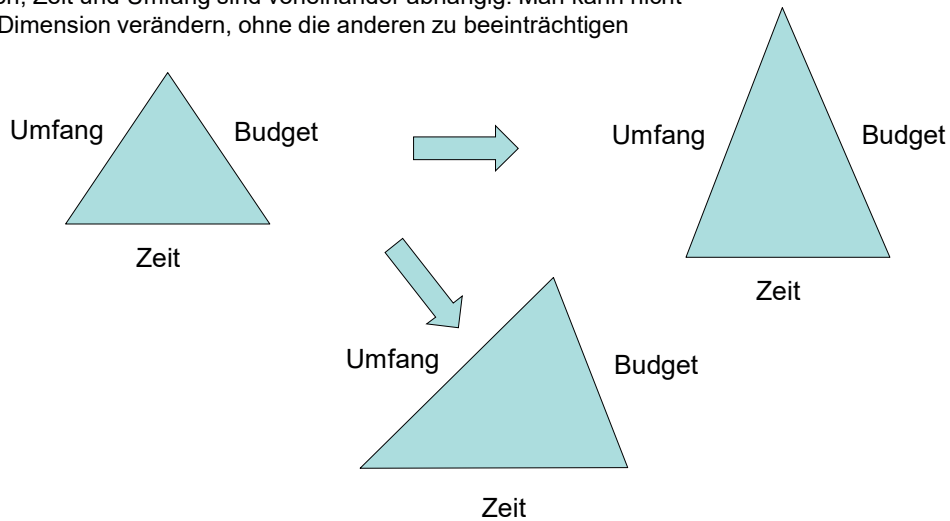 Zeit und Umfang sind voneinander abhängig. Man kann nicht
Dimension verändern, ohne die anderen zu beeinträchtigen
Umfang
Budget
Zeit
Umfang
Budget
Zeit
Umfang
Budget
Zeit